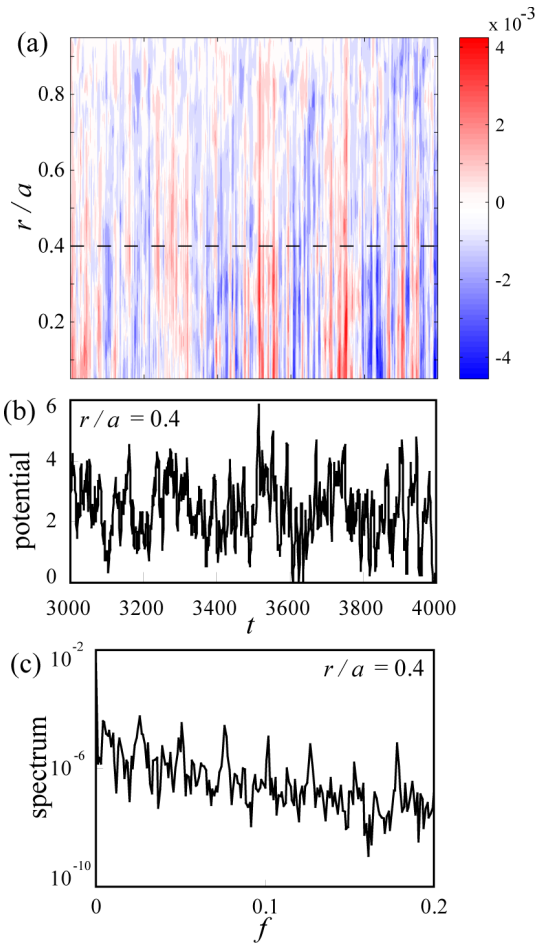 (a)
x 10⁻³
r / a
0.8
0.6
0.4
0.2
4
2
0
-2
-4
(b)
r / a = 0.4
potential
6
4
2
0
3000 3200 3400 3600 3800 4000
t
(c)
r / a = 0.4
spectrum
10⁻²
10⁻⁶
10⁻¹⁰
0 0.1 0.2
f